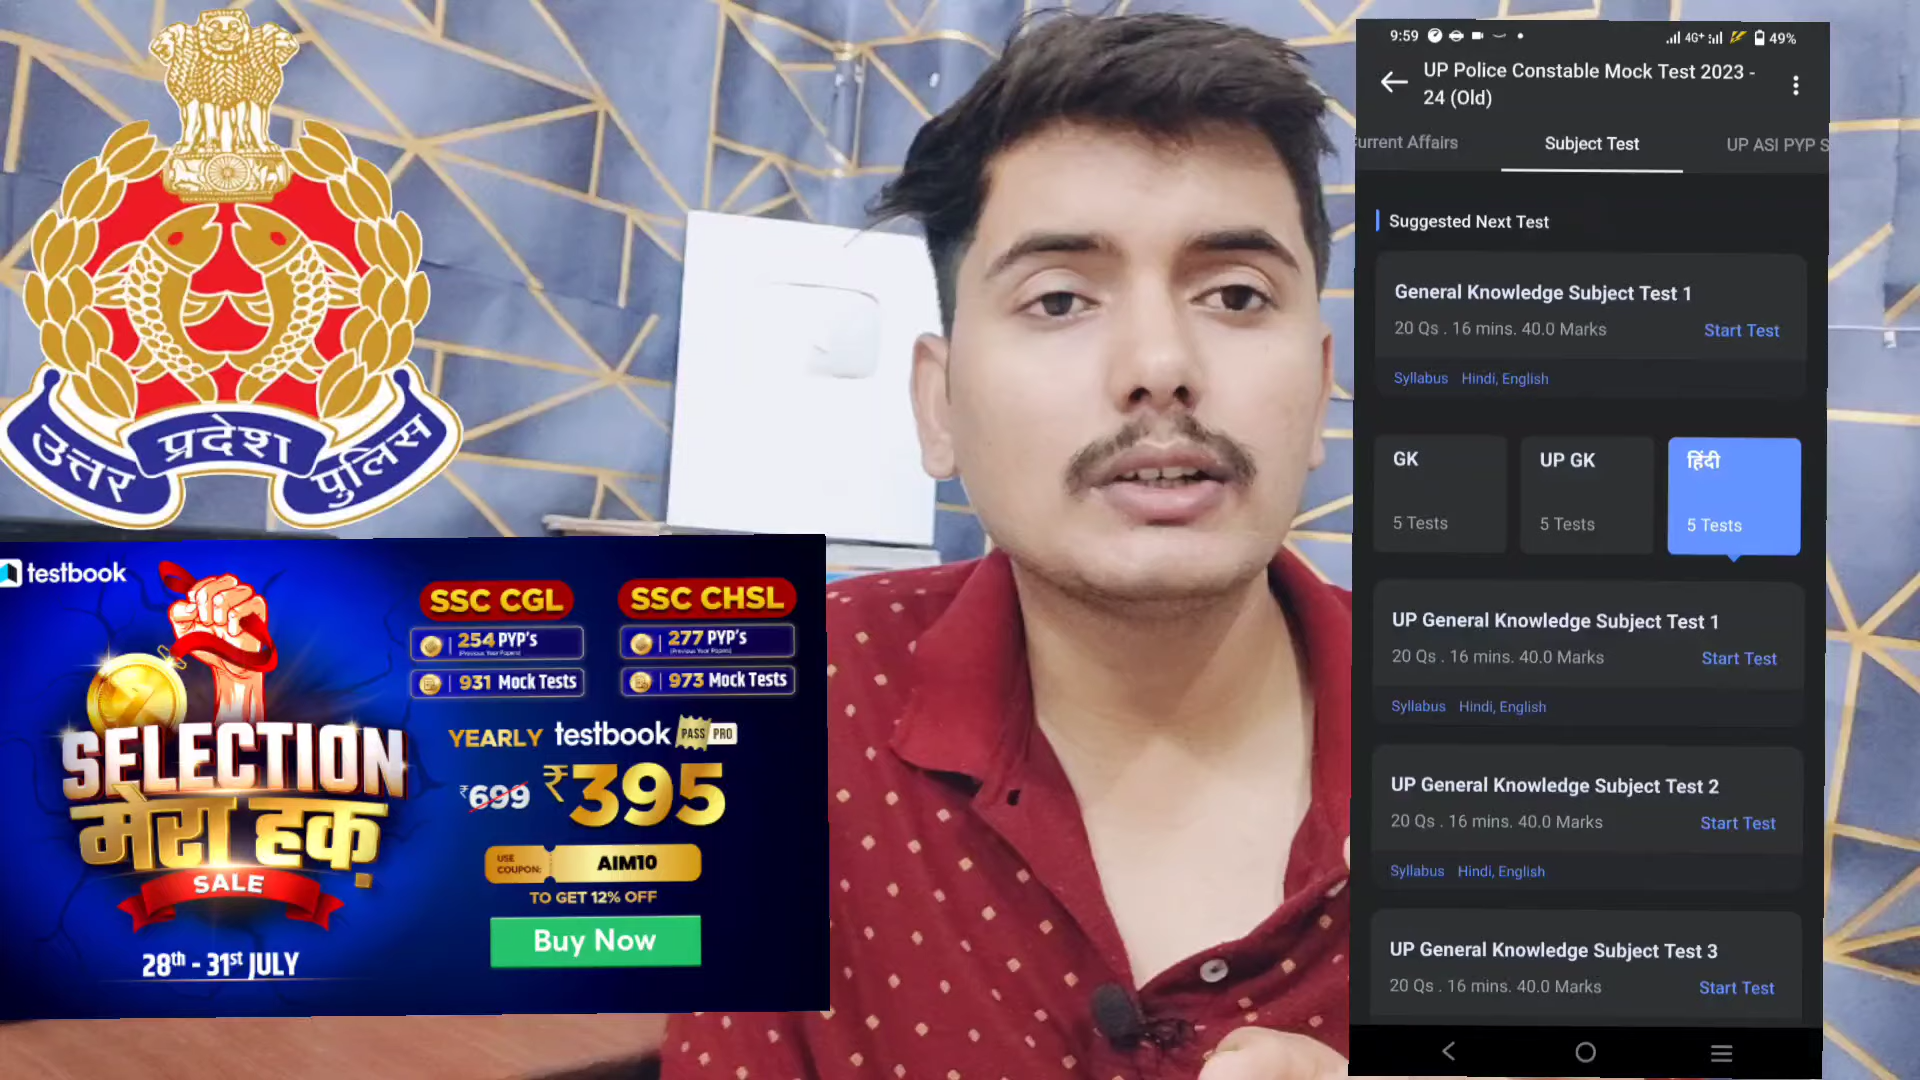 उत्तर प्रदेश पुलिस
testbook
SELECTION
मेरा हक़
SALE
28th - 31st JULY
SSC CGL
254 PYP's
(Previous Year Papers)
931 Mock Tests
SSC CHSL
277 PYP's
(Previous Year Papers)
973 Mock Tests
YEARLY testbook PASS PRO
₹699 ₹395
USE COUPON: AIM10
TO GET 12% OFF
Buy Now
9:59 4G+ 49%
UP Police Constable Mock Test 2023 -
24 (Old)
urrent Affairs Subject Test UP ASI PYP S
Suggested Next Test
General Knowledge Subject Test 1
20 Qs . 16 mins. 40.0 Marks Start Test
Syllabus Hindi, English
GK UP GK हिंदी
5 Tests 5 Tests 5 Tests
UP General Knowledge Subject Test 1
20 Qs . 16 mins. 40.0 Marks Start Test
Syllabus Hindi, English
UP General Knowledge Subject Test 2
20 Qs . 16 mins. 40.0 Marks Start Test
Syllabus Hindi, English
UP General Knowledge Subject Test 3
20 Qs . 16 mins. 40.0 Marks Start Test